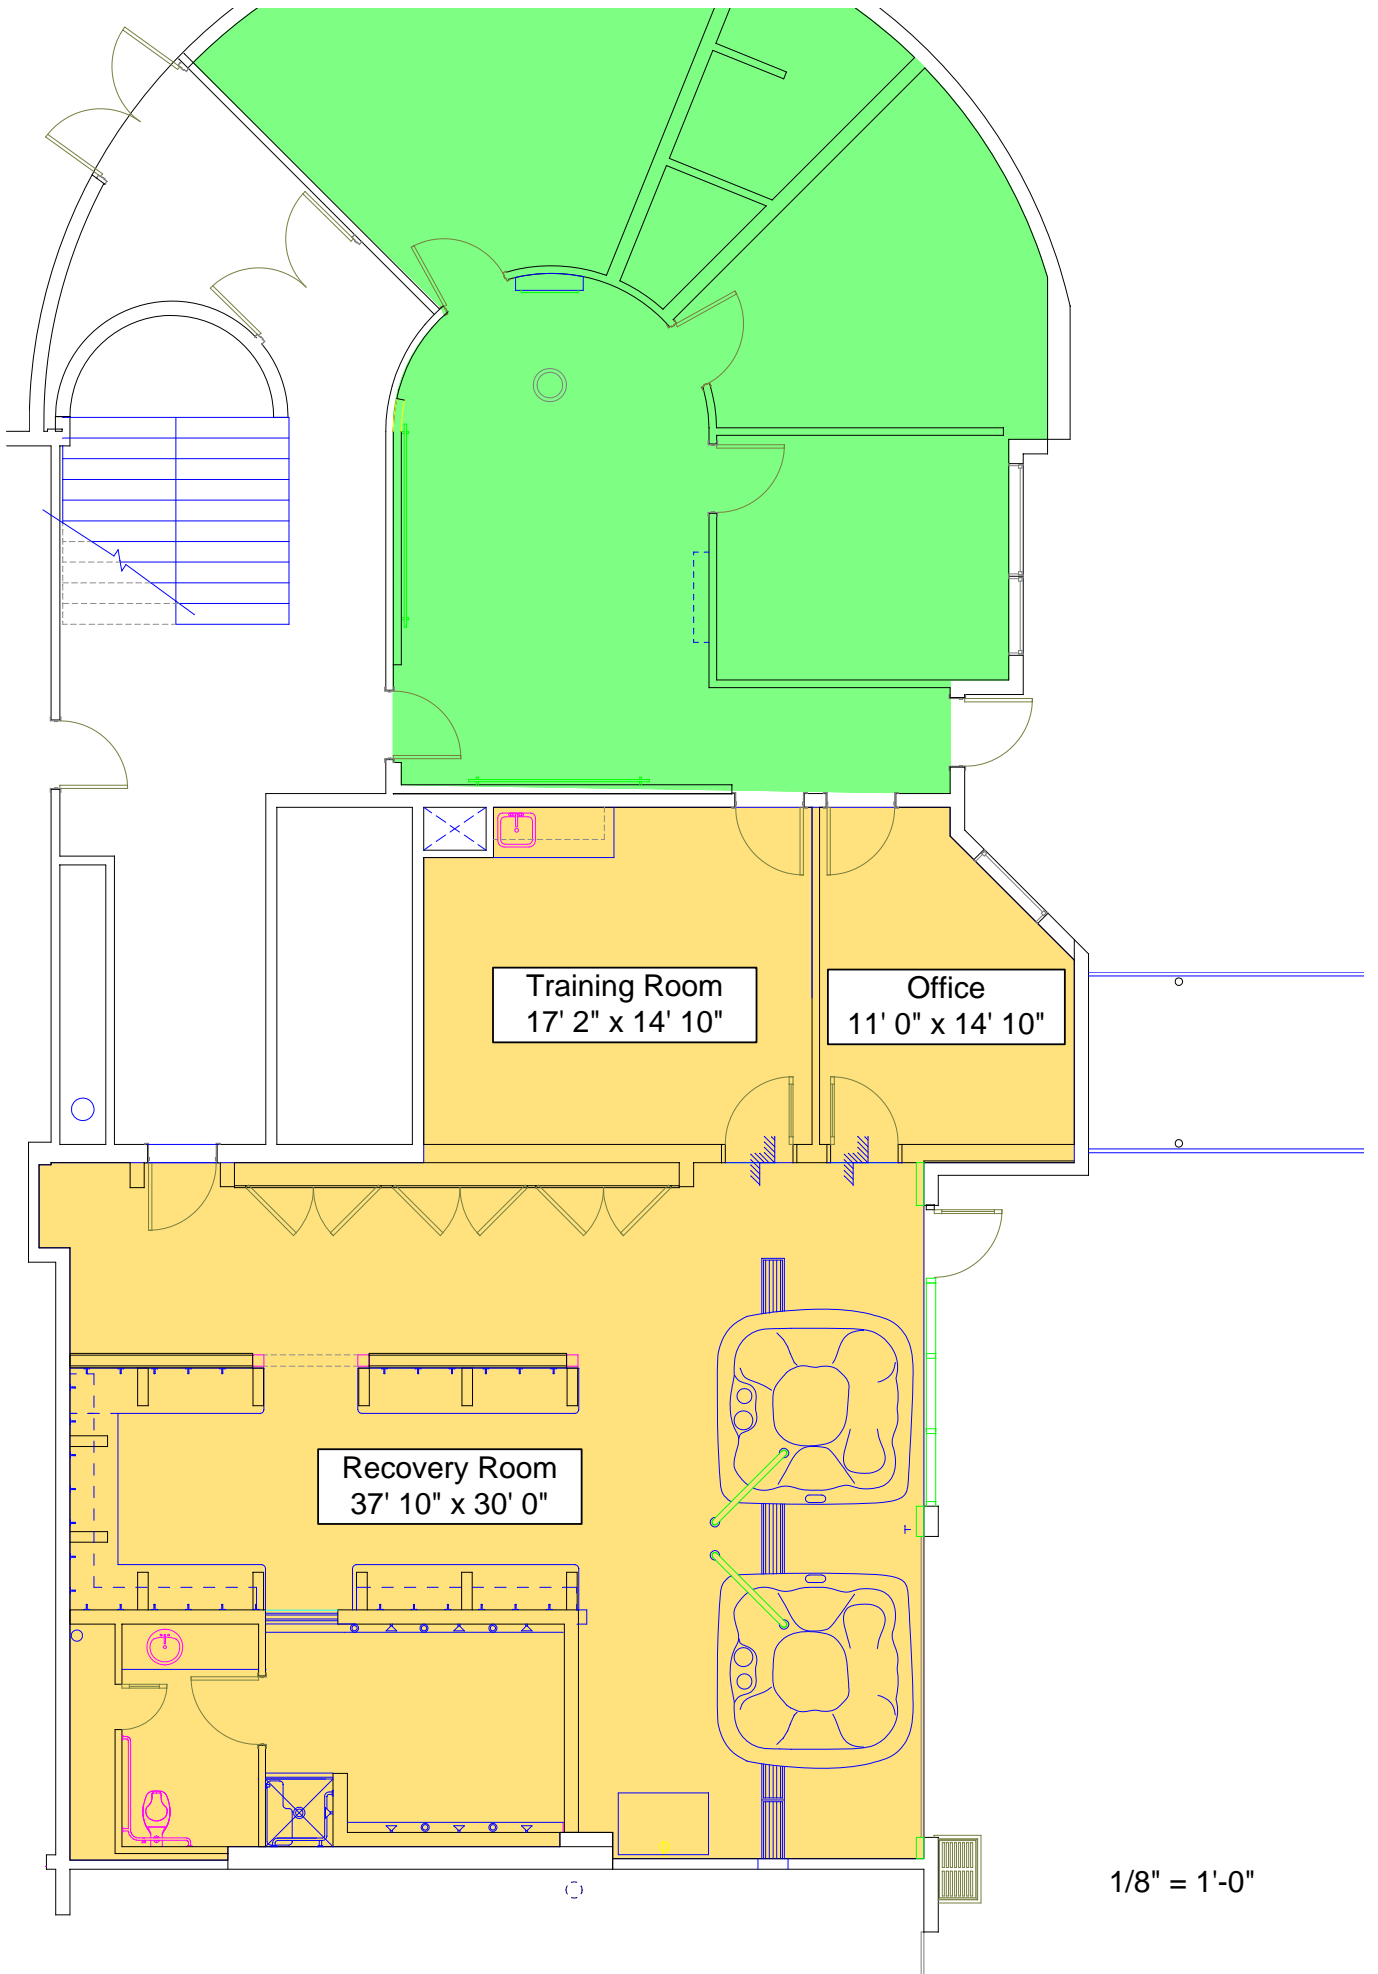 Training Room
17' 2" x 14' 10"
Office
11' 0" x 14' 10"
Recovery Room
37' 10" x 30' 0"
1/8" = 1'-0"